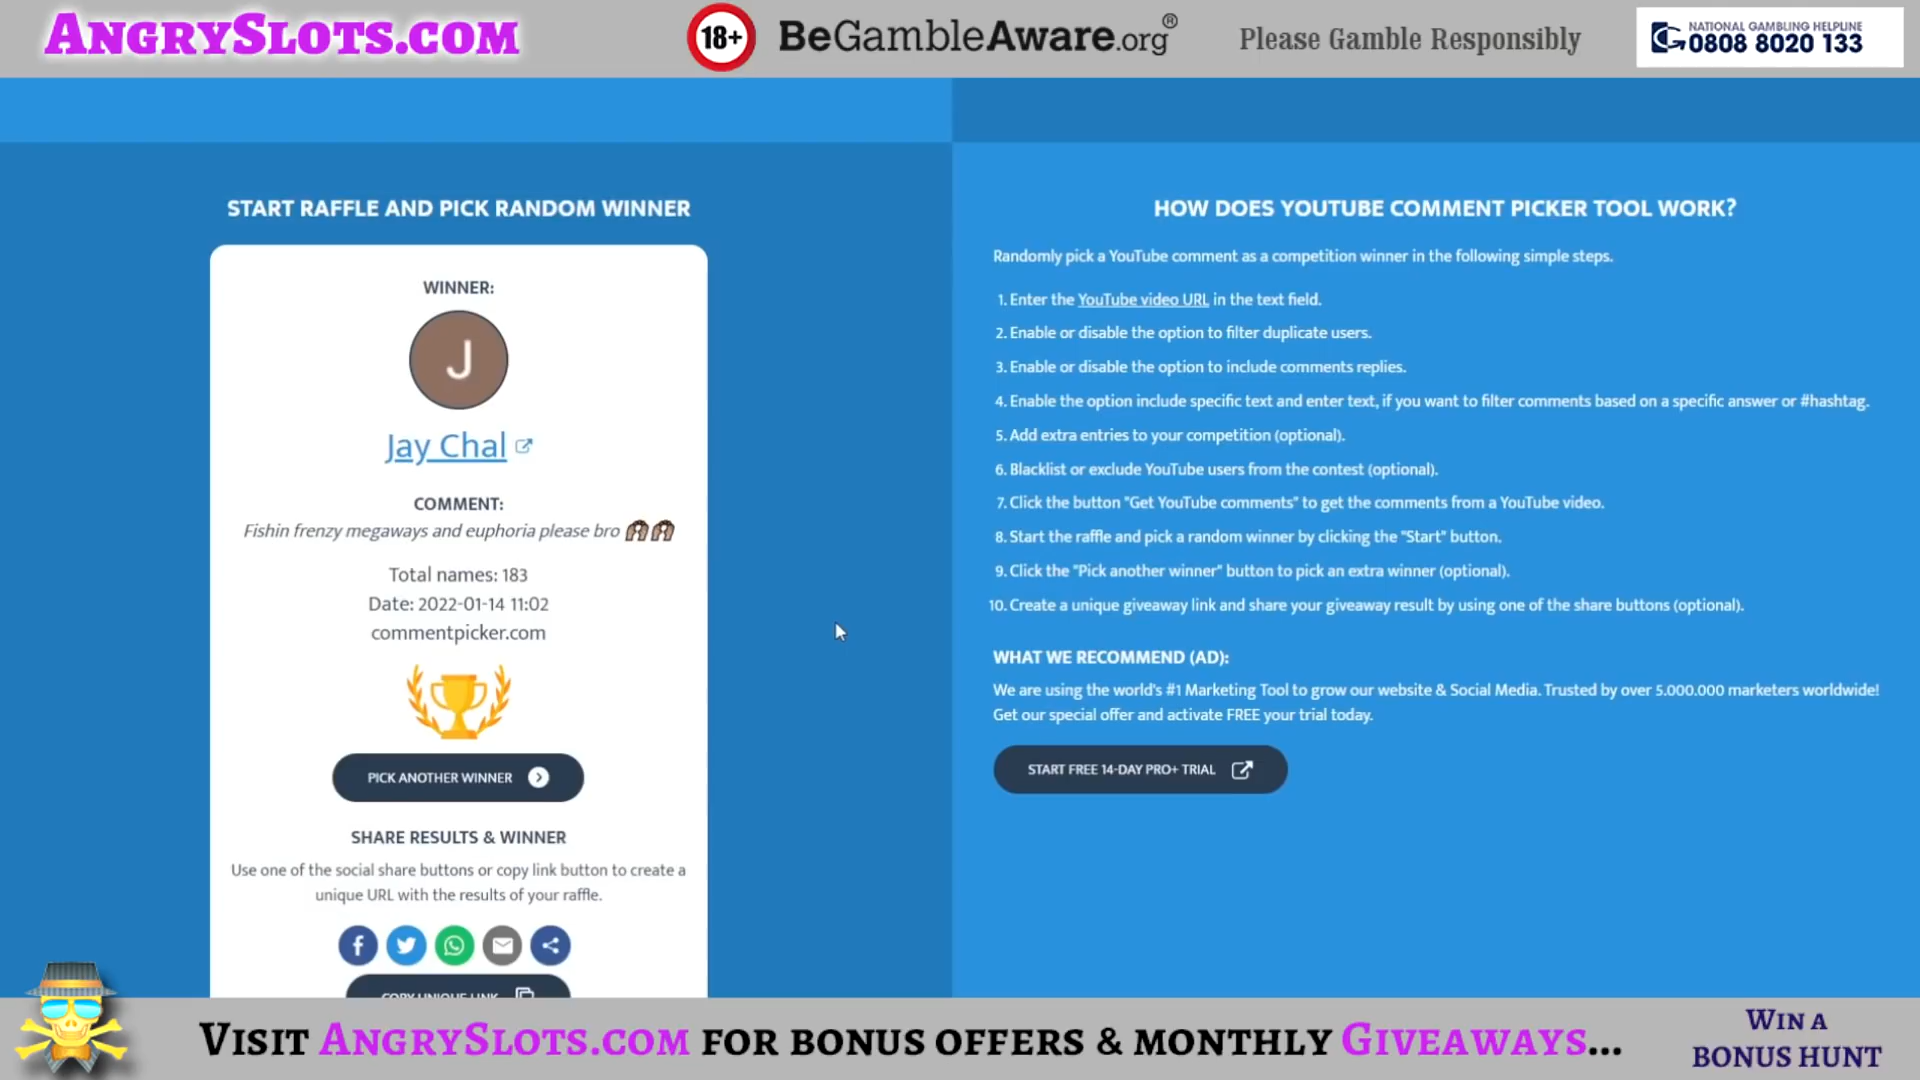 AngrySlots.com
18+
BeGambleAware.org®
Please Gamble Responsibly
NATIONAL GAMBLING HELPLINE
0808 8020 133
START RAFFLE AND PICK RANDOM WINNER
WINNER:
J
Jay Chal
COMMENT:
Fishin frenzy megaways and euphoria please bro 🙌🙌
Total names: 183
Date: 2022-01-14 11:02
commentpicker.com
PICK ANOTHER WINNER
SHARE RESULTS & WINNER
Use one of the social share buttons or copy link button to create a
unique URL with the results of your raffle.
COPY UNIQUE LINK
HOW DOES YOUTUBE COMMENT PICKER TOOL WORK?
Randomly pick a YouTube comment as a competition winner in the following simple steps.
1. Enter the YouTube video URL in the text field.
2. Enable or disable the option to filter duplicate users.
3. Enable or disable the option to include comments replies.
4. Enable the option include specific text and enter text, if you want to filter comments based on a specific answer or #hashtag.
5. Add extra entries to your competition (optional).
6. Blacklist or exclude YouTube users from the contest (optional).
7. Click the button "Get YouTube comments" to get the comments from a YouTube video.
8. Start the raffle and pick a random winner by clicking the "Start" button.
9. Click the "Pick another winner" button to pick an extra winner (optional).
10. Create a unique giveaway link and share your giveaway result by using one of the share buttons (optional).
WHAT WE RECOMMEND (AD):
We are using the world's #1 Marketing Tool to grow our website & Social Media. Trusted by over 5.000.000 marketers worldwide!
Get our special offer and activate FREE your trial today.
START FREE 14-DAY PRO+ TRIAL
Visit AngrySlots.com for bonus offers & monthly Giveaways...
Win a
Bonus Hunt